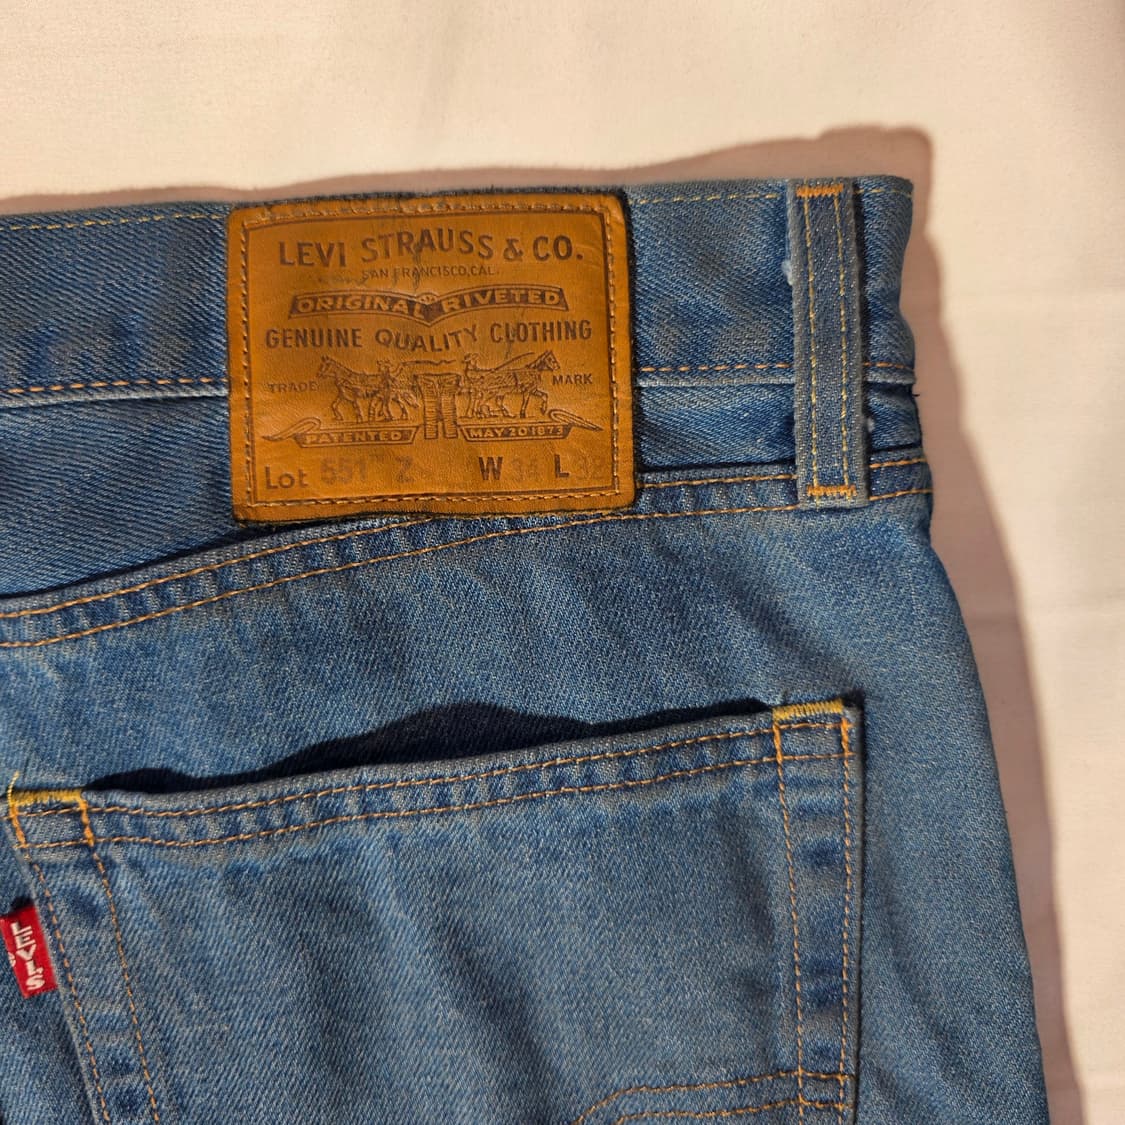 LEVI STRAUSS & CO.
SAN FRANCISCO, CAL.
ORIGINAL RIVETED
GENUINE QUALITY CLOTHING
TRADE MARK
PATENTED MAY 20 1873
Lot 551 Z W 34 L
LEVI'S